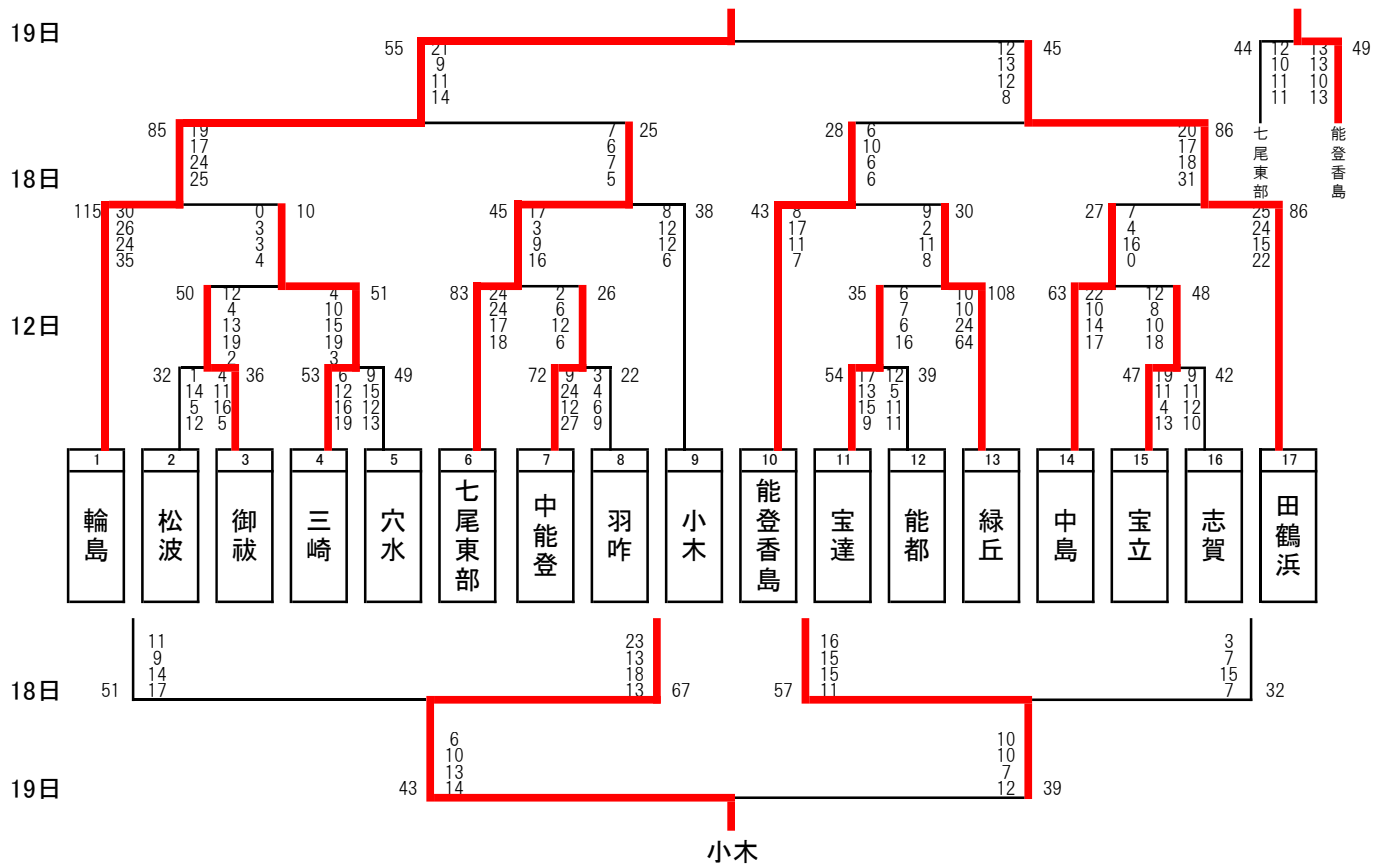 19日
55 21 12 45
9 13
11 12
14 8
44 12 13 49
10 13
11 10
11 13
七尾東部 能登香島
85 19 7 25
17 6
24 7
25 5
28 6 20 86
10 17
6 18
6 31
18日
115 30 0 10
26 3
24 3
35 4
45 17 8 38
3 12
9 12
16 6
43 8 9 30
17 2
11 11
7 8
27 7 25 86
4 24
16 15
0 22
12日
50 12 4 51
4 10
13 15
19 19
2 3
83 24 2 26
24 6
17 12
18 6
35 6 10 108
7 10
6 24
16 64
63 22 12 48
10 8
14 10
17 18
32 1 4 36
14 11
5 16
12 5
53 6 9 49
12 15
16 12
19 13
72 9 3 22
24 4
12 6
27 9
54 17 12 39
13 5
15 11
9 11
47 19 9 42
11 11
4 12
13 10
1 2 3 4 5 6 7 8 9 10 11 12 13 14 15 16 17
輪島
松波
御祓
三崎
穴水
七尾東部
中能登
羽咋
小木
能登香島
宝達
能都
緑丘
中島
宝立
志賀
田鶴浜
18日
11 23
9 13
14 18
51 17 13 67
16 3
15 7
15 15
57 11 7 32
19日
6 10
10 10
13 7
43 14 12 39
小木